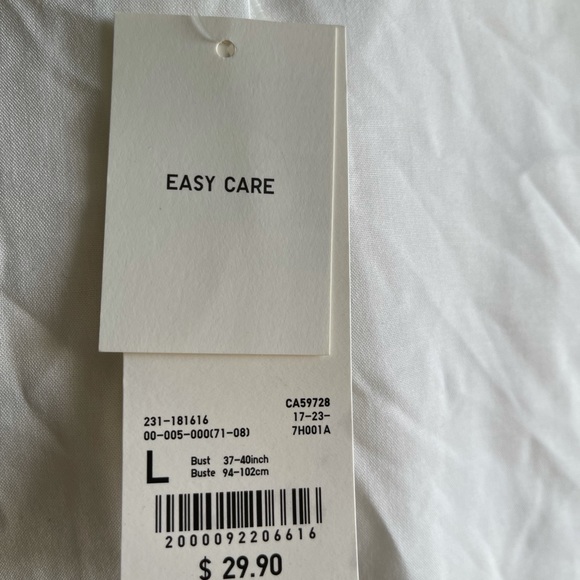 EASY CARE
CA59728
231-181616 17-23-
00-005-000(71-08) 7H001A
L Bust 37-40inch
Buste 94-102cm
2000092206616
$ 29.90